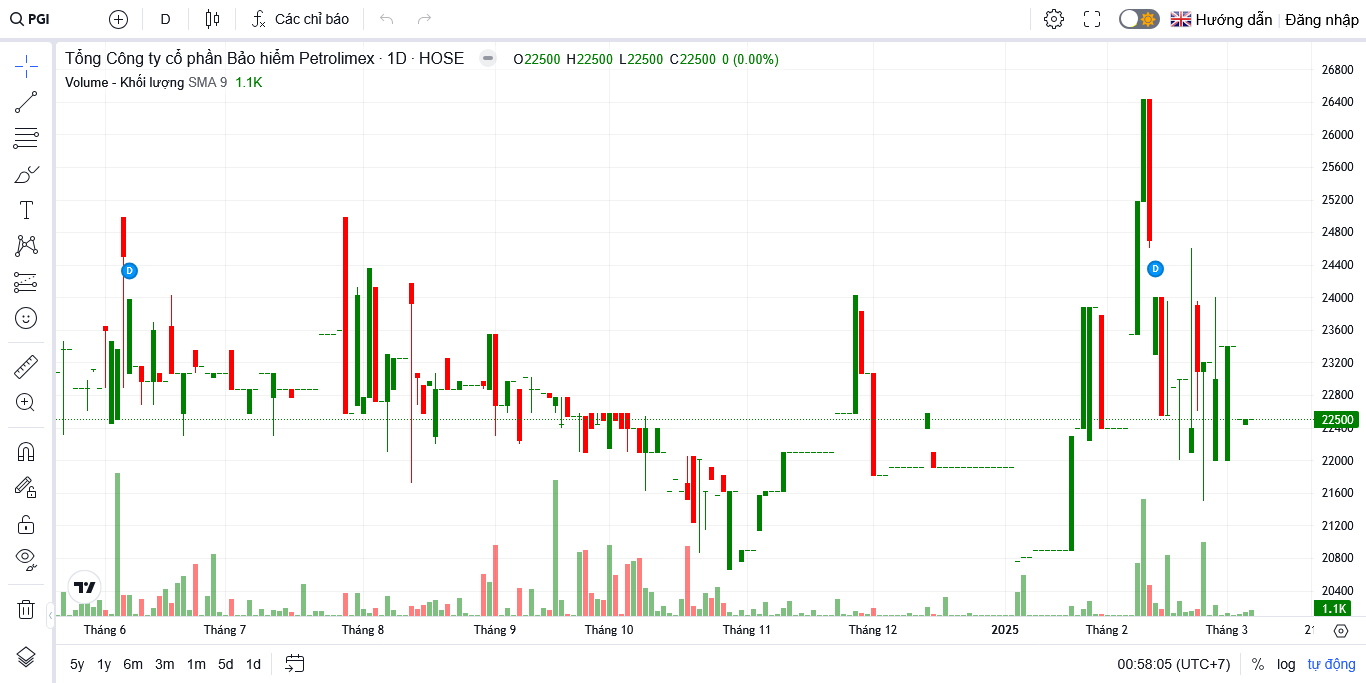 PGI D Các chỉ báo Hướng dẫn Đăng nhập
Tổng Công ty cổ phần Bảo hiểm Petrolimex · 1D · HOSE O22500 H22500 L22500 C22500 0 (0.00%)
Volume - Khối lượng SMA 9 1.1K
26800
26400
26000
25600
25200
24800
24400
24000
23600
23200
22800
22500
22400
22000
21600
21200
20800
20400
1.1K
D
D
Tháng 6 Tháng 7 Tháng 8 Tháng 9 Tháng 10 Tháng 11 Tháng 12 2025 Tháng 2 Tháng 3
5y 1y 6m 3m 1m 5d 1d 00:58:05 (UTC+7) % log tự động